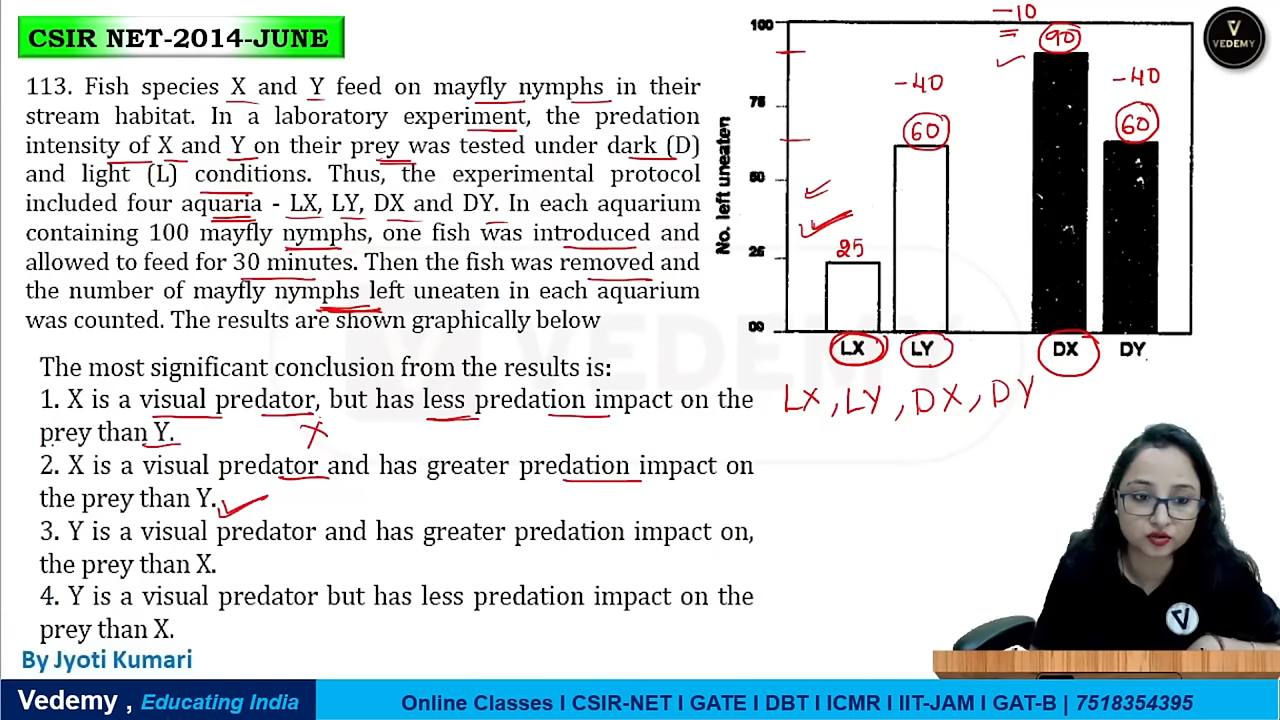 CSIR NET-2014-JUNE
113. Fish species X and Y feed on mayfly nymphs in their
stream habitat. In a laboratory experiment, the predation
intensity of X and Y on their prey was tested under dark (D)
and light (L) conditions. Thus, the experimental protocol
included four aquaria - LX, LY, DX and DY. In each aquarium
containing 100 mayfly nymphs, one fish was introduced and
allowed to feed for 30 minutes. Then the fish was removed and
the number of mayfly nymphs left uneaten in each aquarium
was counted. The results are shown graphically below
The most significant conclusion from the results is:
1. X is a visual predator, but has less predation impact on the
prey than Y.
2. X is a visual predator and has greater predation impact on
the prey than Y.
3. Y is a visual predator and has greater predation impact on,
the prey than X.
4. Y is a visual predator but has less predation impact on the
prey than X.
By Jyoti Kumari
No. left uneaten
100
75
50
25
00
-10
90
-40
60
-40
60
25
LX LY DX DY
LX, LY, DX, DY
VEDEMY
VEDEMY
Vedemy , Educating India
Online Classes I CSIR-NET I GATE I DBT I ICMR I IIT-JAM I GAT-B | 7518354395